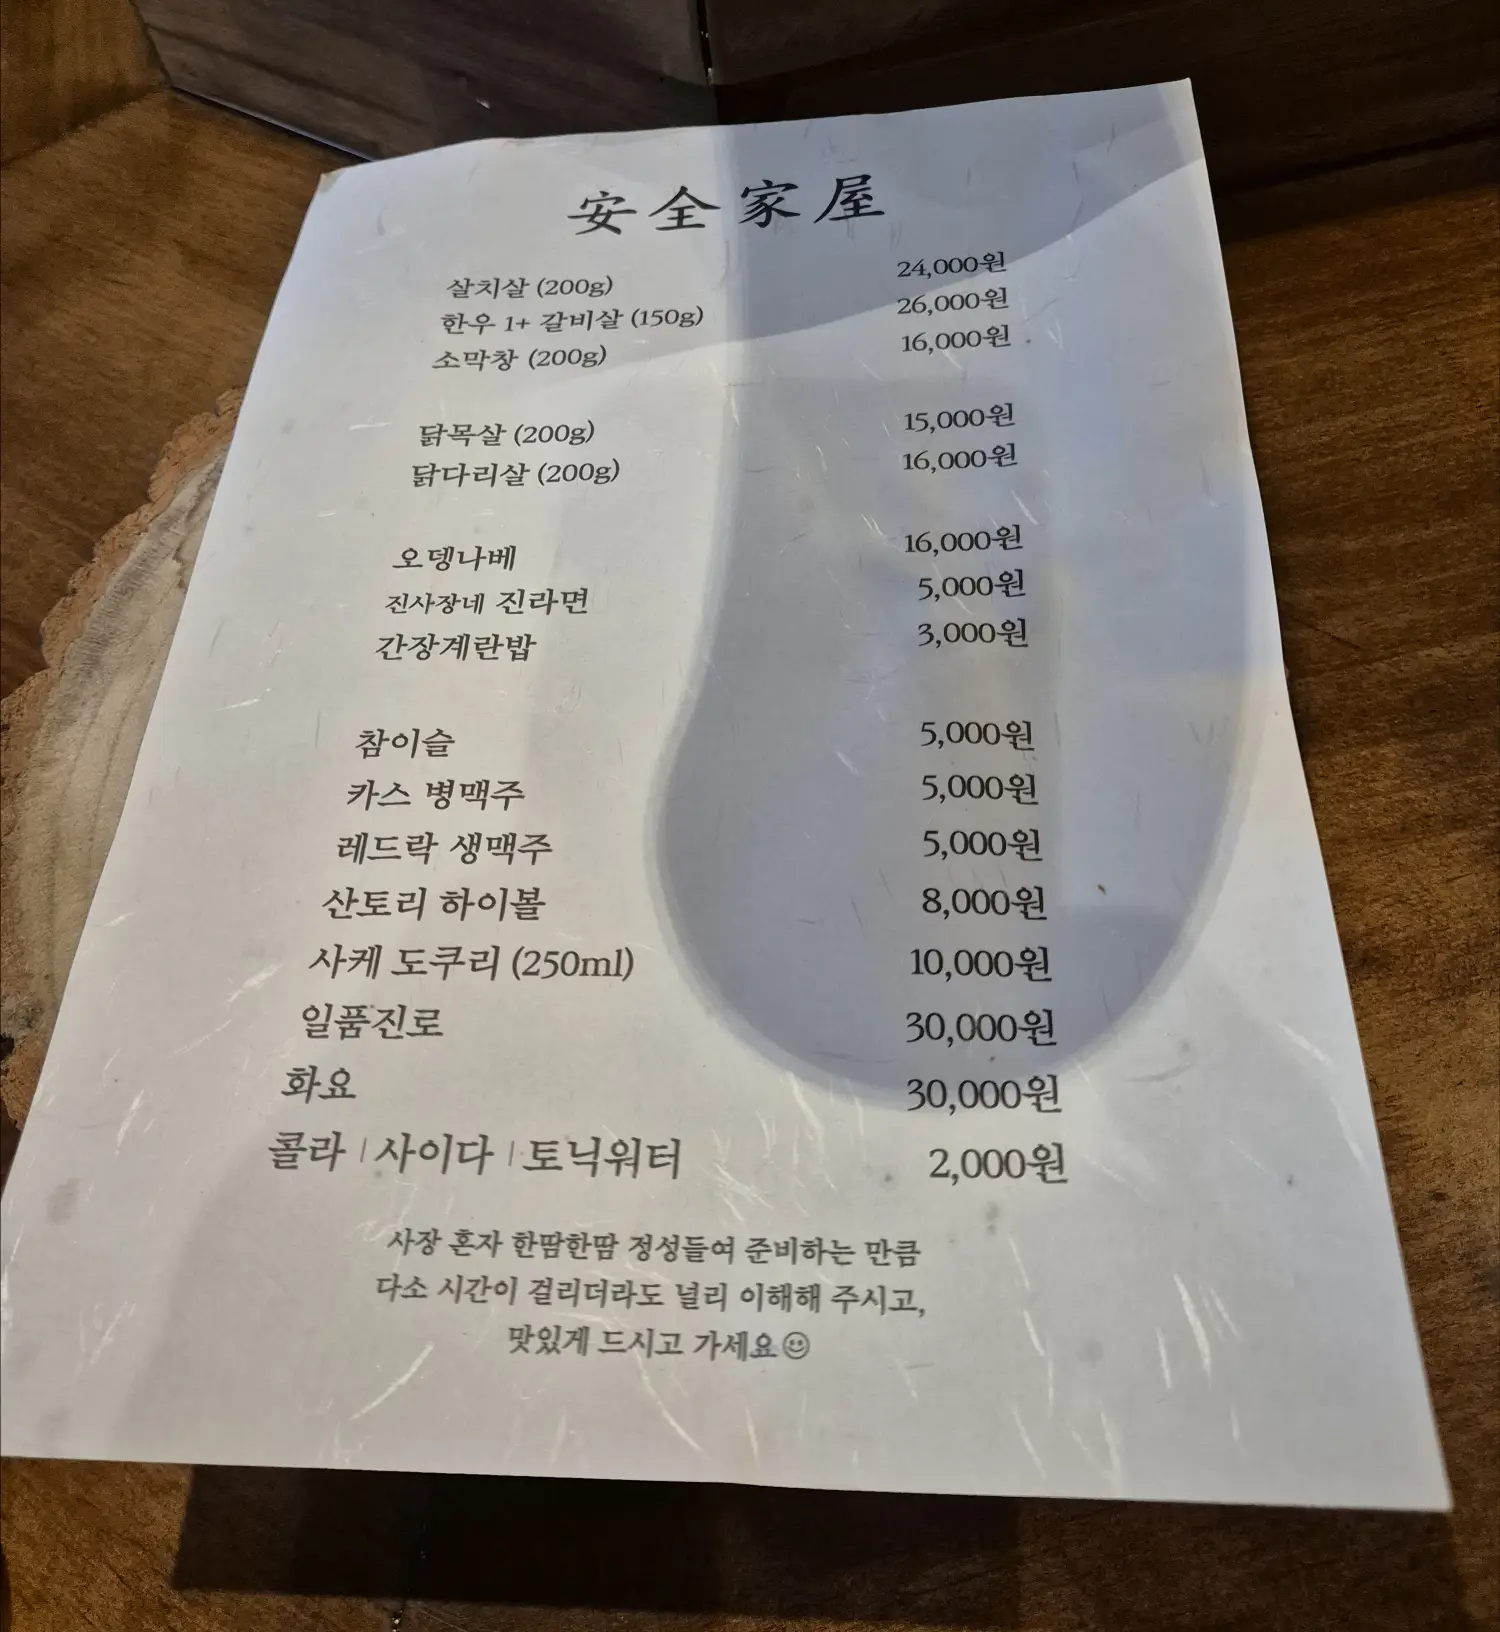 安全家屋
살치살 (200g) 24,000원
한우 1+ 갈비살 (150g) 26,000원
소막창 (200g) 16,000원
닭목살 (200g) 15,000원
닭다리살 (200g) 16,000원
오뎅나베 16,000원
진사장네 진라면 5,000원
간장계란밥 3,000원
참이슬 5,000원
카스 병맥주 5,000원
레드락 생맥주 5,000원
산토리 하이볼 8,000원
사케 도쿠리 (250ml) 10,000원
일품진로 30,000원
화요 30,000원
콜라 | 사이다 | 토닉워터 2,000원
사장 혼자 한땀한땀 정성들여 준비하는 만큼
다소 시간이 걸리더라도 널리 이해해 주시고,
맛있게 드시고 가세요☺